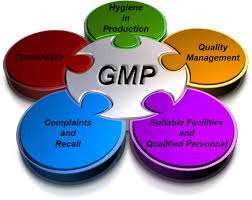 Hygiene
in
Production
Traceability
Quality
Management
GMP
Complaints
and
Recall
Suitable Facilities
and
Qualified Personnel